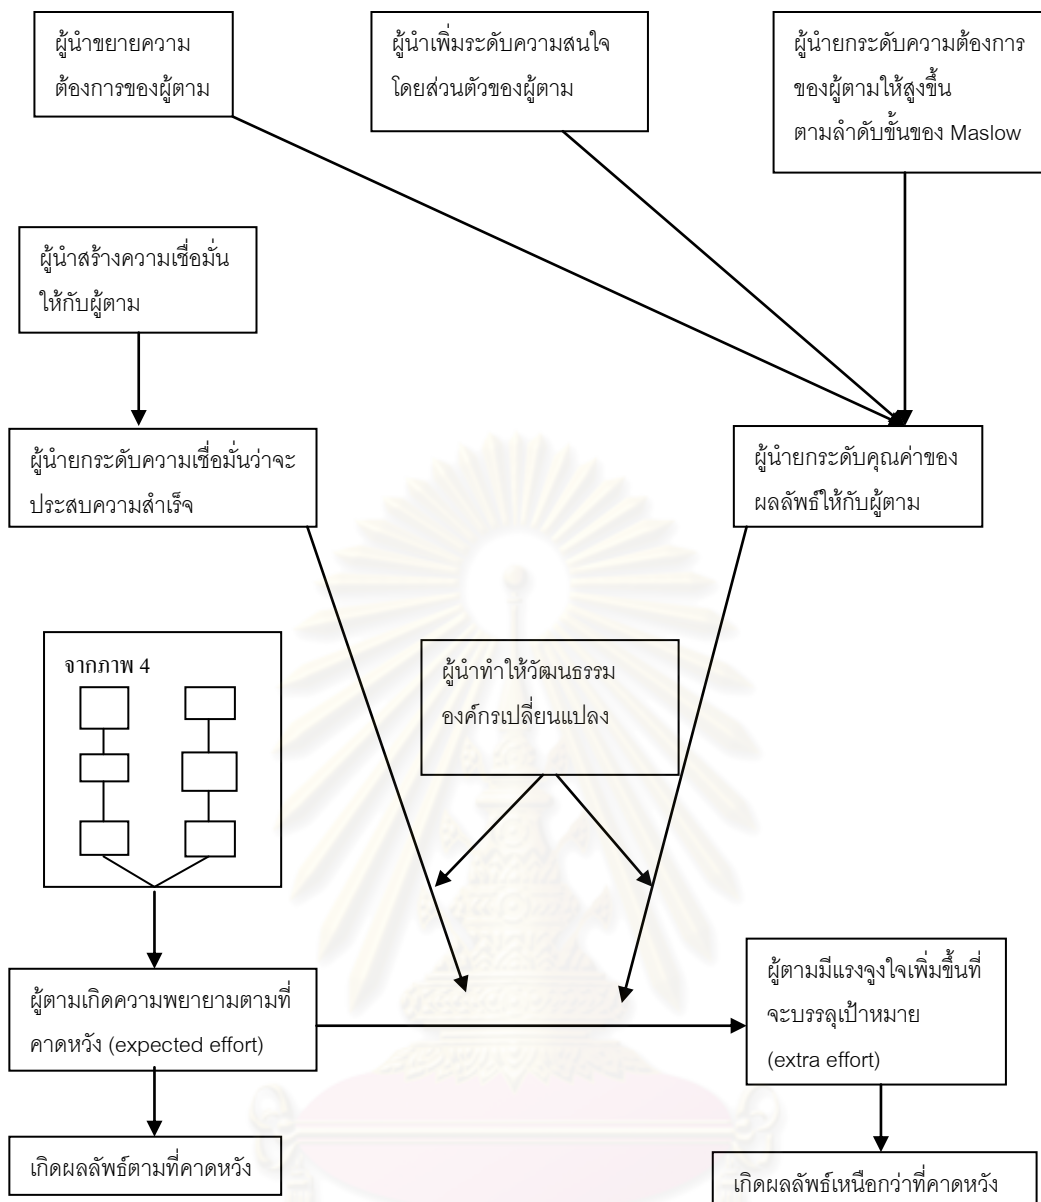 ผู้นำขยายความ
ต้องการของผู้ตาม
ผู้นำเพิ่มระดับความสนใจ
โดยส่วนตัวของผู้ตาม
ผู้นำยกระดับความต้องการ
ของผู้ตามให้สูงขึ้น
ตามลำดับขั้นของ Maslow
ผู้นำสร้างความเชื่อมั่น
ให้กับผู้ตาม
ผู้นำยกระดับความเชื่อมั่นว่าจะ
ประสบความสำเร็จ
ผู้นำยกระดับคุณค่าของ
ผลลัพธ์ให้กับผู้ตาม
จากภาพ 4
ผู้นำทำให้วัฒนธรรม
องค์กรเปลี่ยนแปลง
ผู้ตามเกิดความพยายามตามที่
คาดหวัง (expected effort)
ผู้ตามมีแรงจูงใจเพิ่มขึ้นที่
จะบรรลุเป้าหมาย
(extra effort)
เกิดผลลัพธ์ตามที่คาดหวัง
เกิดผลลัพธ์เหนือกว่าที่คาดหวัง